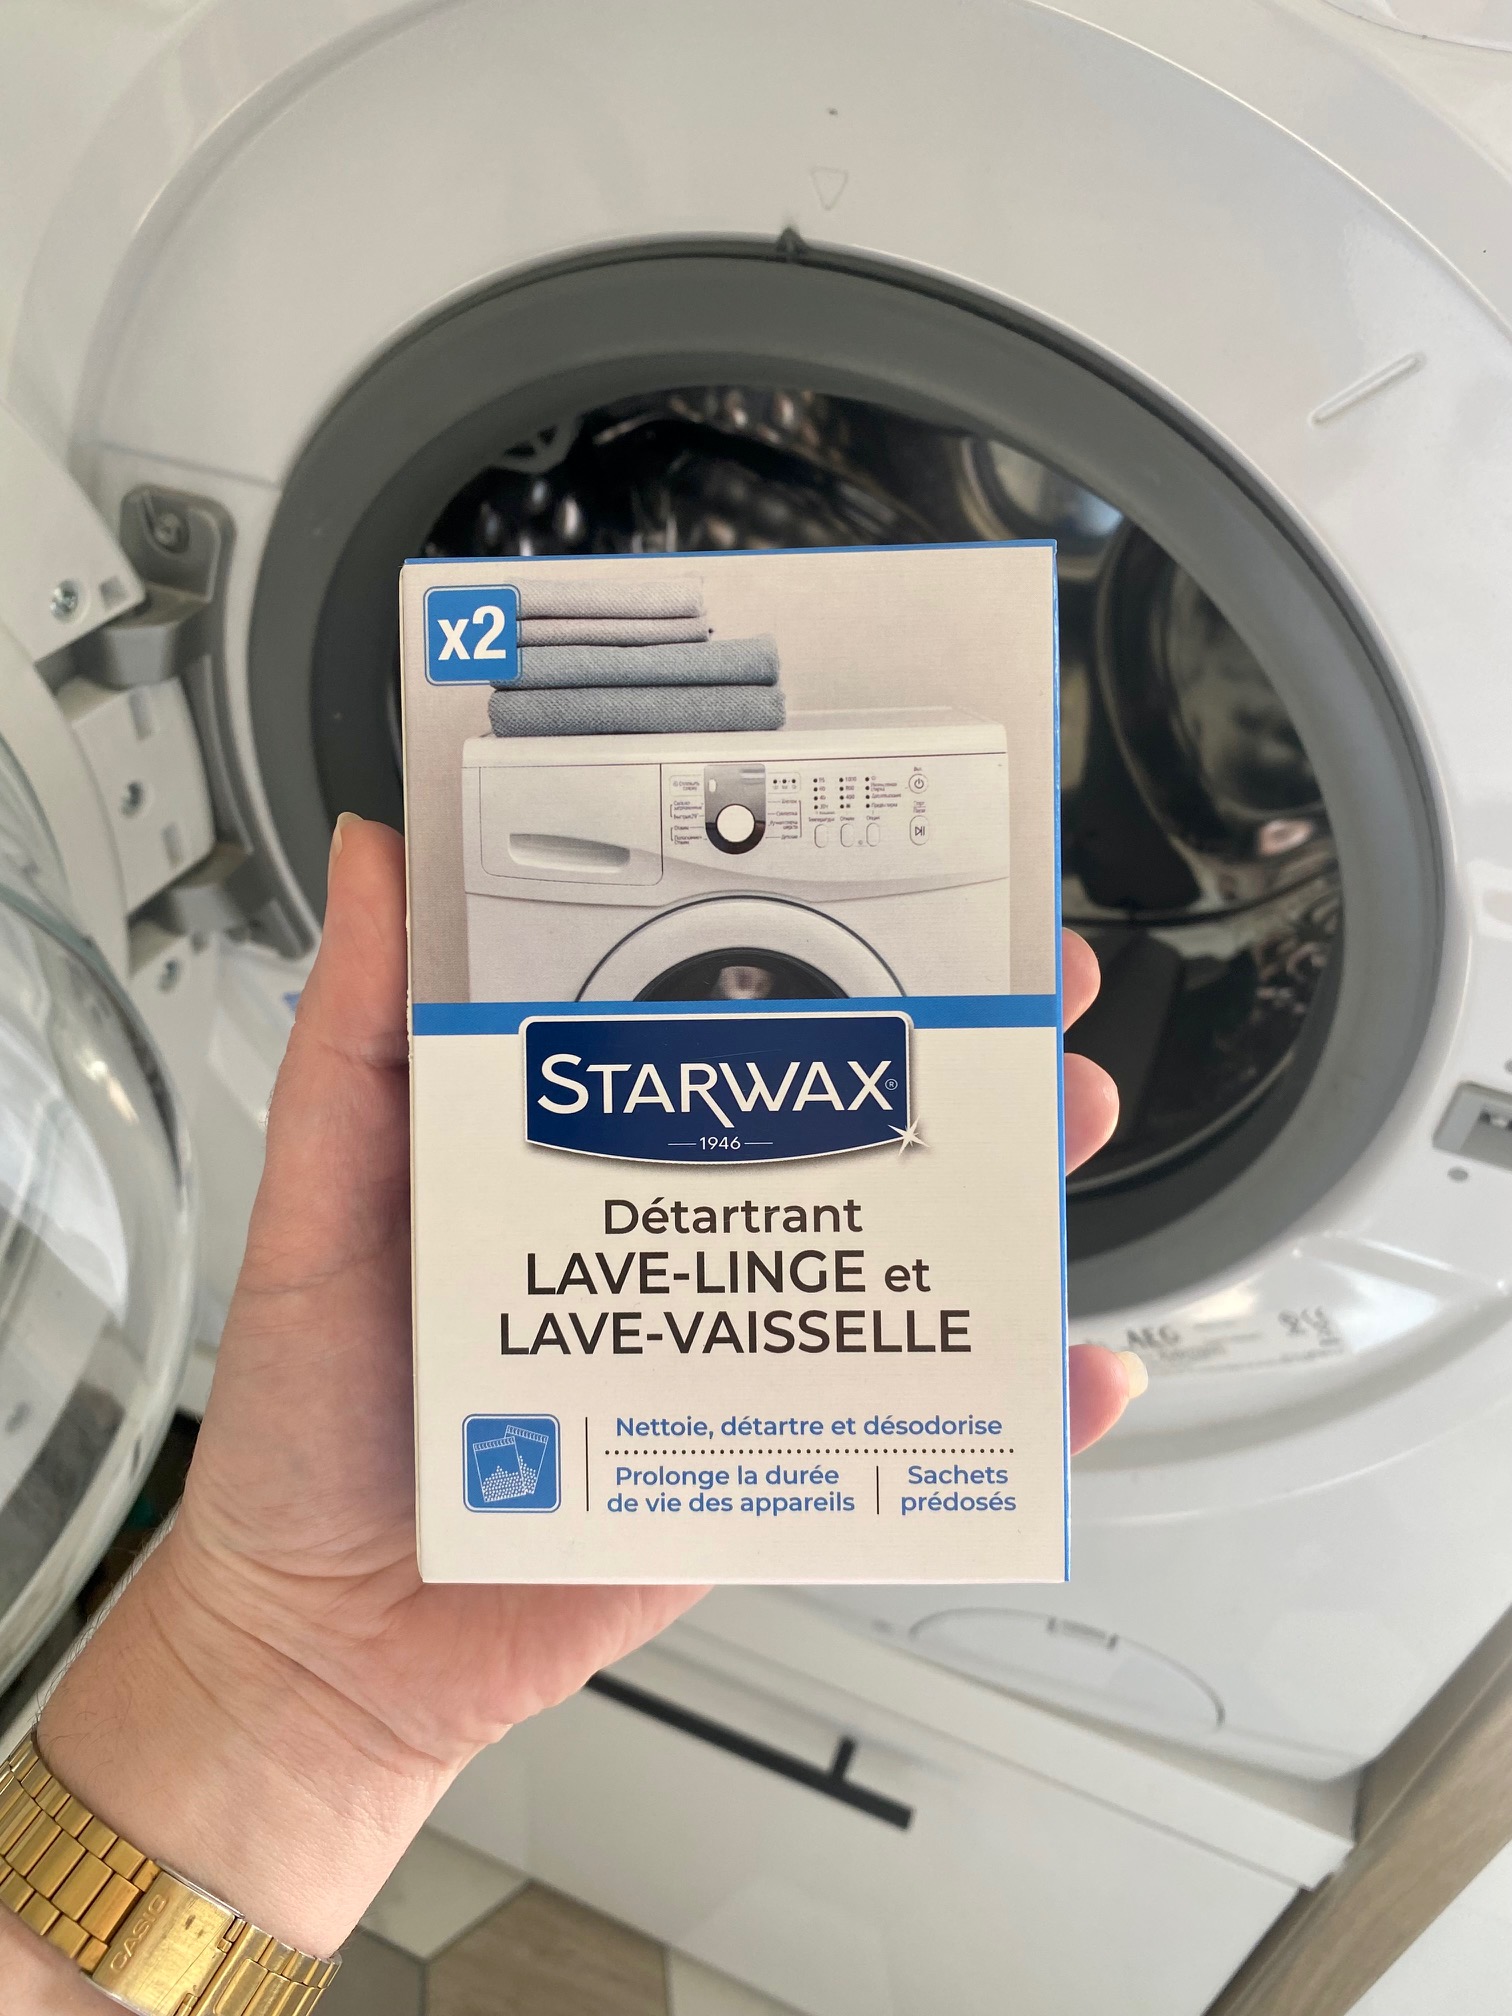 x2
STARWAX®
1946
Détartrant
LAVE-LINGE et
LAVE-VAISSELLE
Nettoie, détartre et désodorise
Prolonge la durée
de vie des appareils
Sachets
prédosés
AEG
CASIO